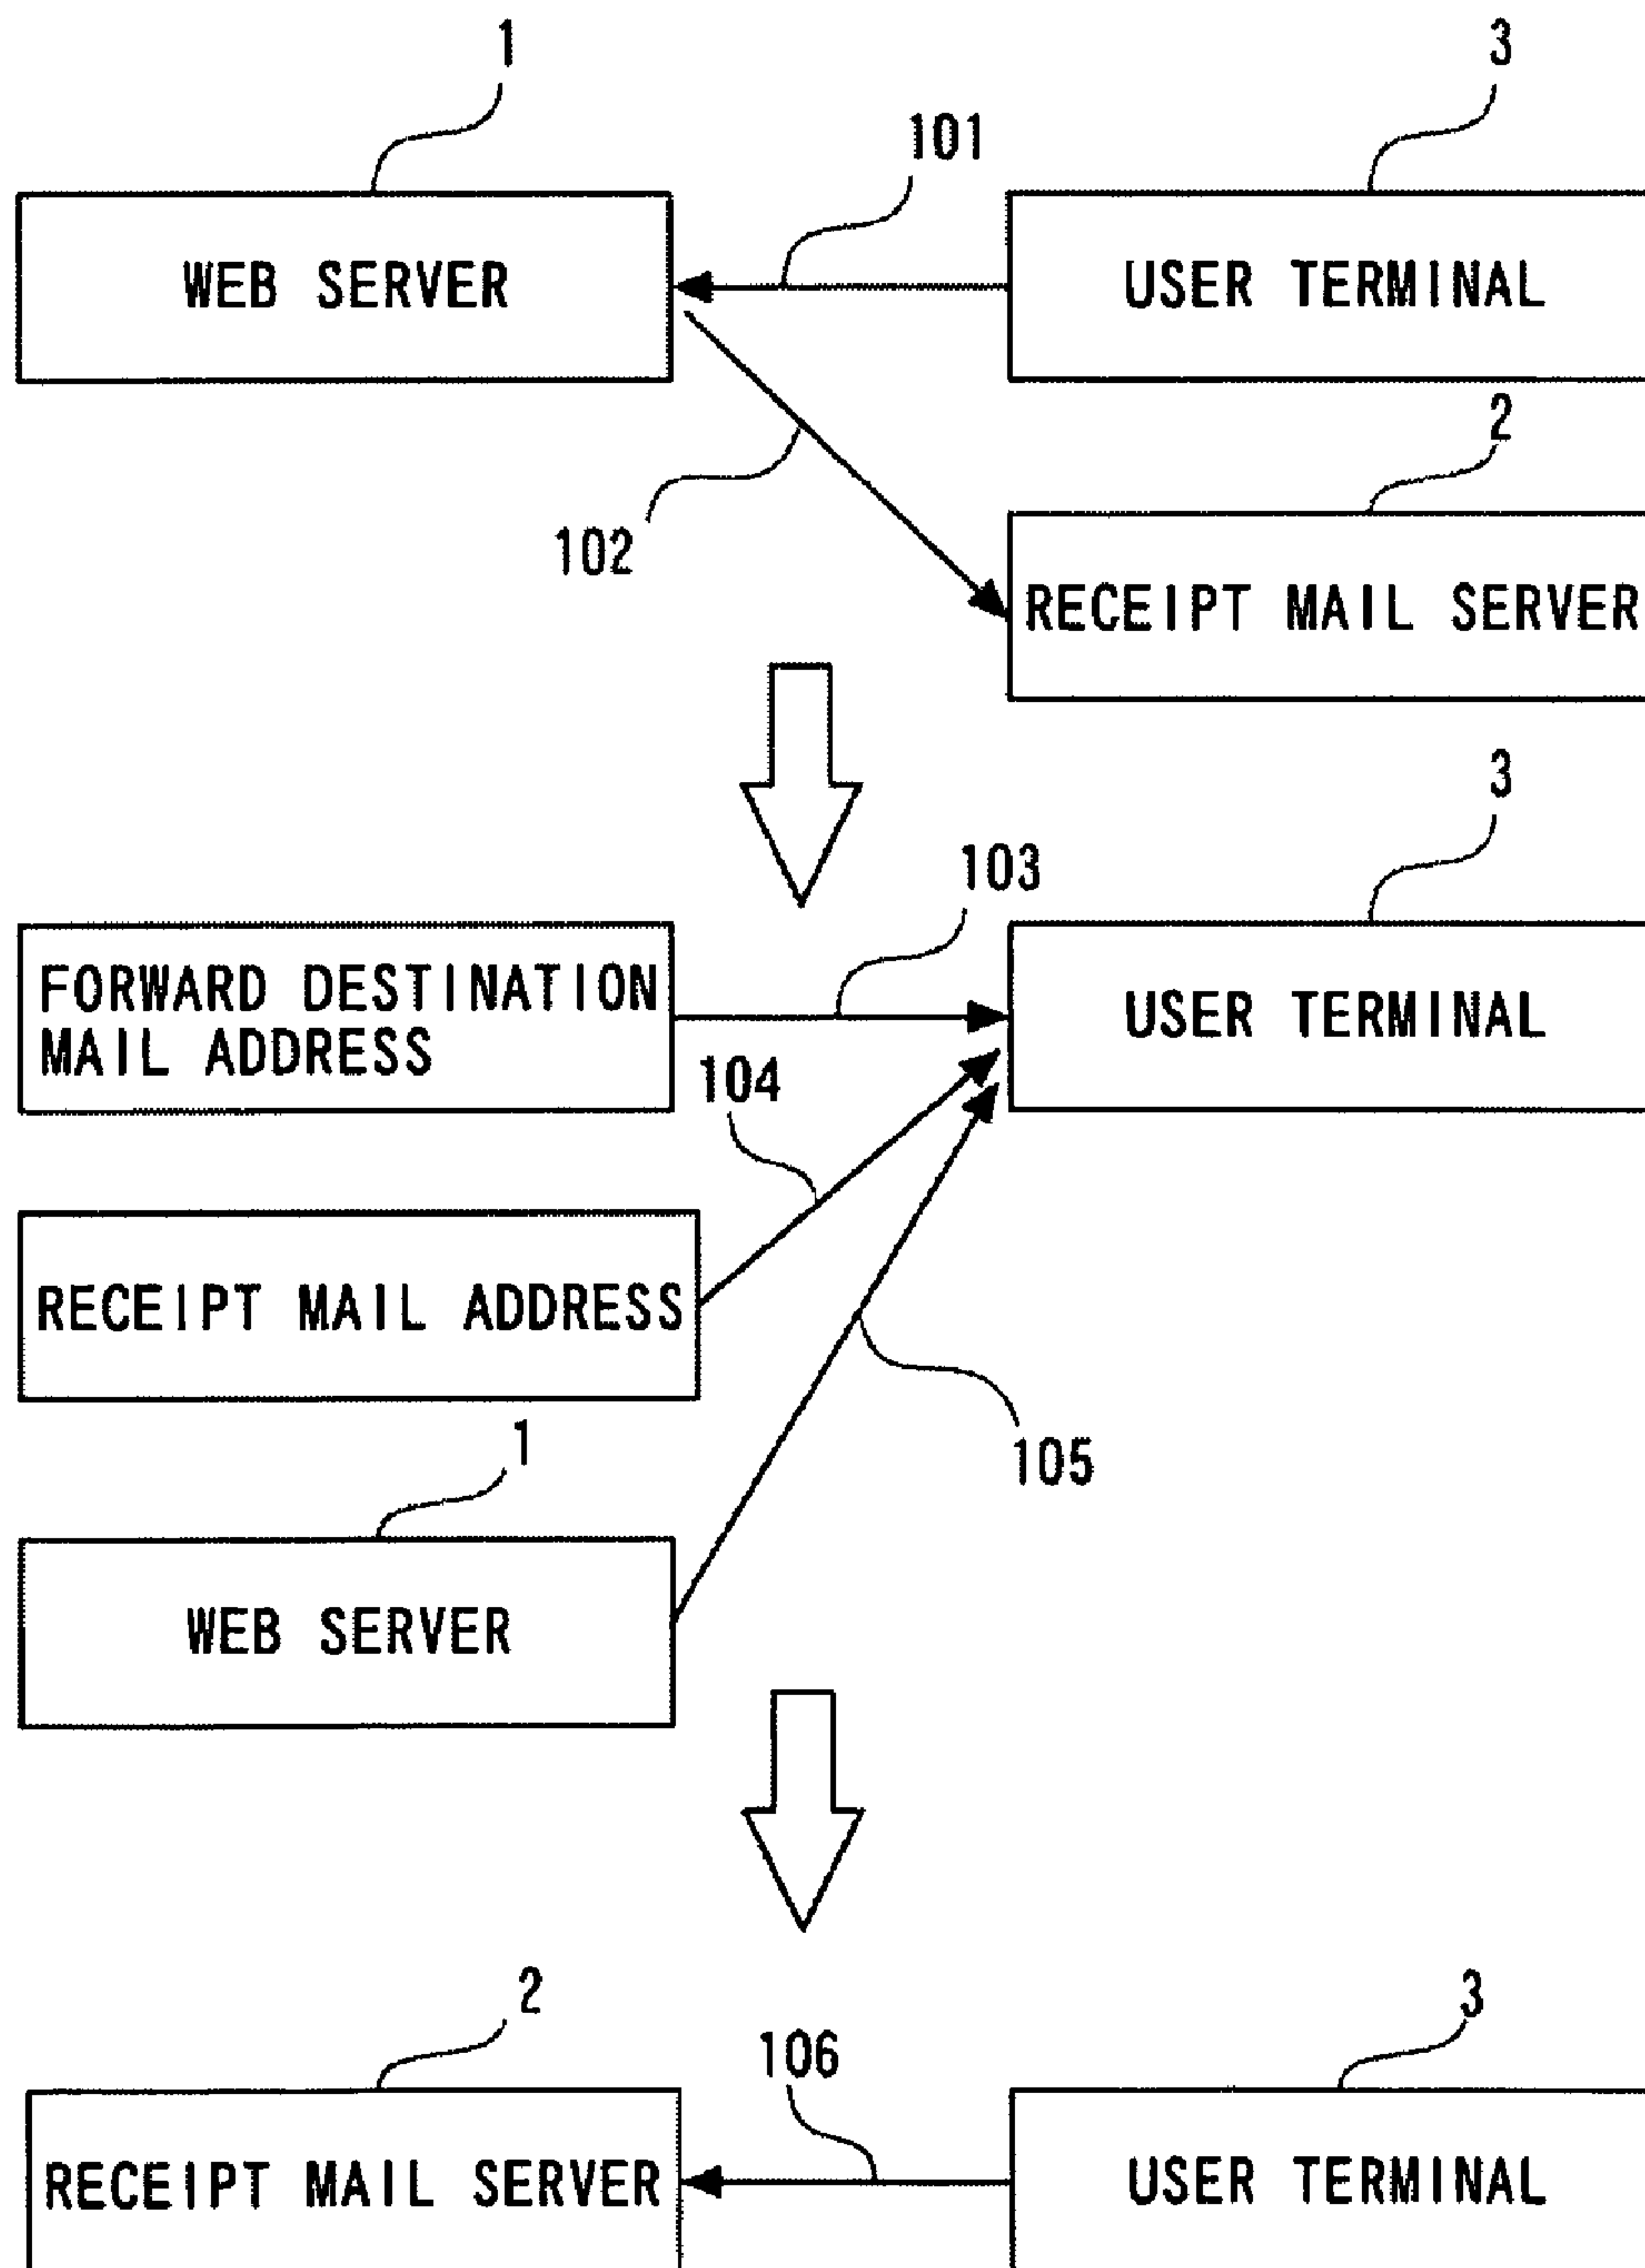 1
3
101
WEB SERVER
USER TERMINAL
2
102
RECEIPT MAIL SERVER
3
103
FORWARD DESTINATION
MAIL ADDRESS
USER TERMINAL
104
RECEIPT MAIL ADDRESS
1
105
WEB SERVER
2
3
106
RECEIPT MAIL SERVER
USER TERMINAL